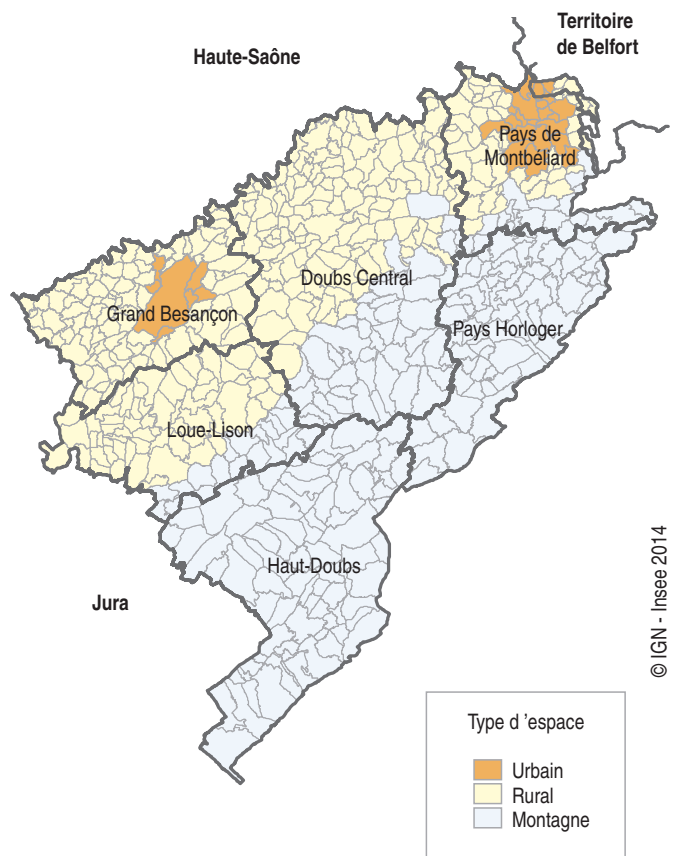 Territoire
de Belfort
Haute-Saône
Pays de
Montbéliard
Doubs Central
Grand Besançon
Pays Horloger
Loue-Lison
Haut-Doubs
Jura
© IGN - Insee 2014
Type d 'espace
Urbain
Rural
Montagne